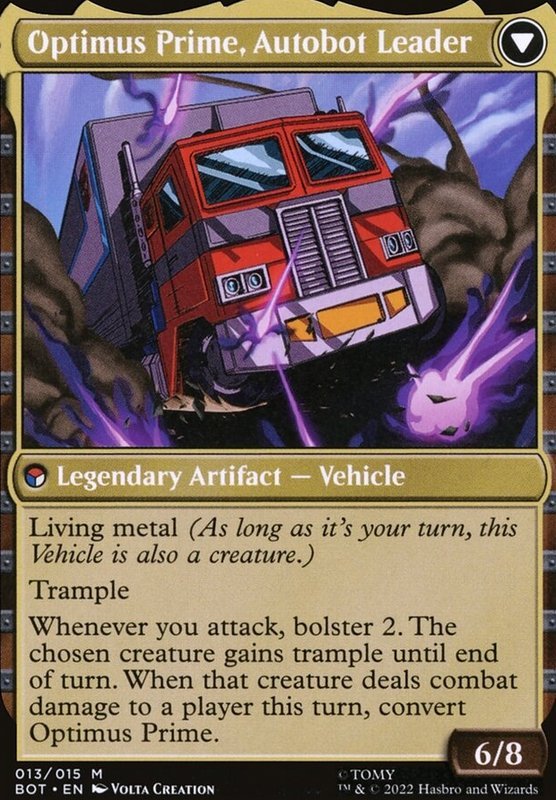 Optimus Prime, Autobot Leader
Legendary Artifact — Vehicle
Living metal (As long as it's your turn, this
Vehicle is also a creature.)
Trample
Whenever you attack, bolster 2. The
chosen creature gains trample until end
of turn. When that creature deals combat
damage to a player this turn, convert
Optimus Prime.
6/8
013/015 M
BOT • EN VOLTA CREATION
© TOMY
™ & © 2022 Hasbro and Wizards